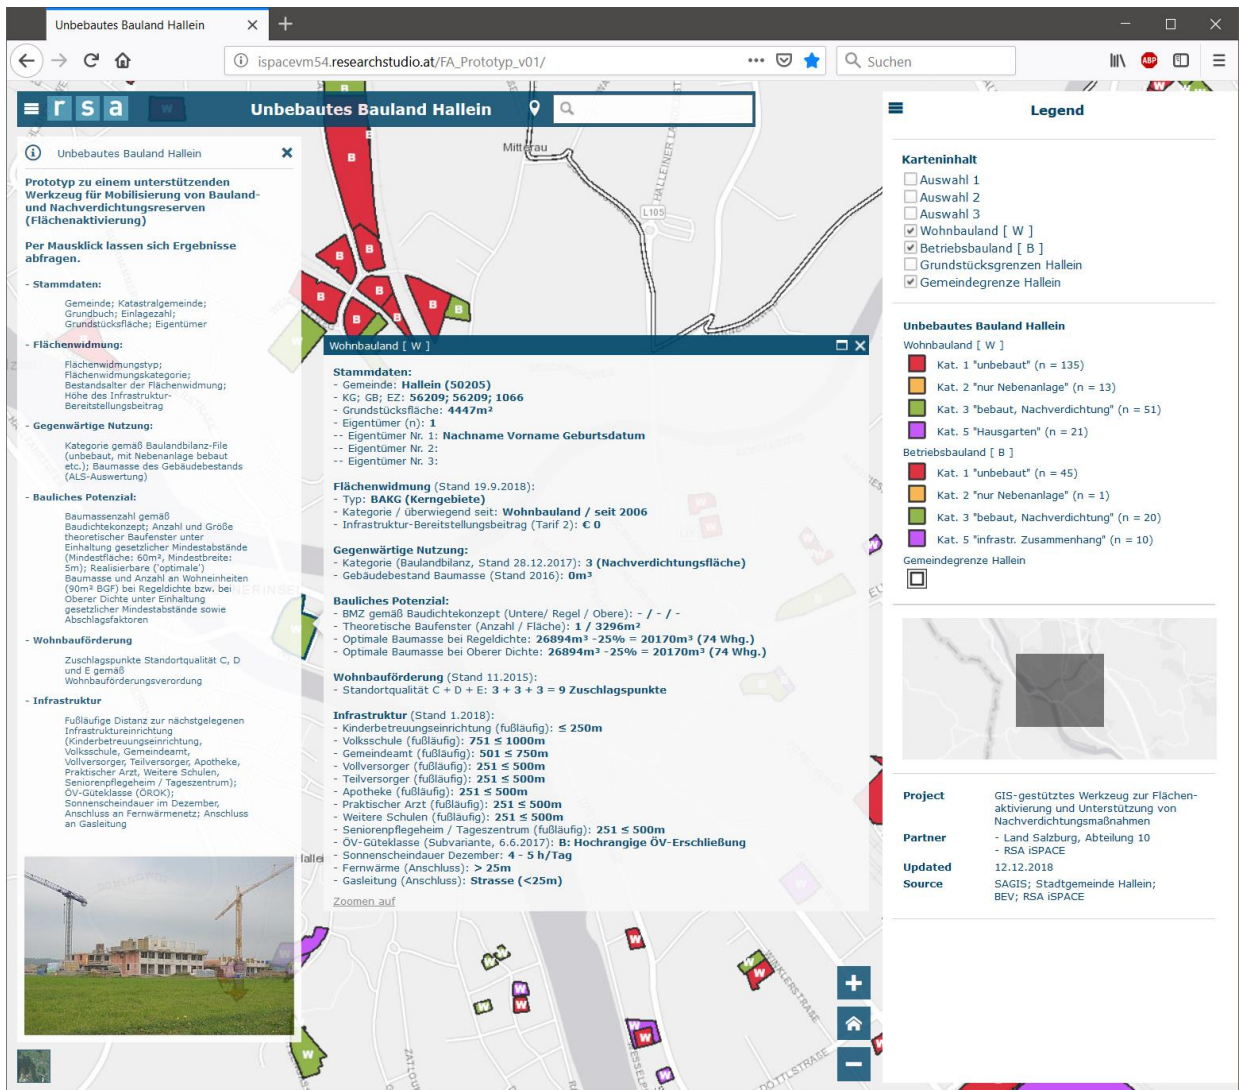 Unbebautes Bauland Hallein
ispacevm54.researchstudio.at/FA_Prototyp_v01/
Suchen
ABP
rsa
Unbebautes Bauland Hallein
Unbebautes Bauland Hallein
Prototyp zu einem unterstützenden
Werkzeug für Mobilisierung von Bauland-
und Nachverdichtungsreserven
(Flächenaktivierung)
Per Mausklick lassen sich Ergebnisse
abfragen.
- Stammdaten:
Gemeinde; Katastralgemeinde;
Grundbuch; Einlagezahl;
Grundstücksfläche; Eigentümer
- Flächenwidmung:
Flächenwidmungstyp;
Flächenwidmungskategorie;
Bestandsalter der Flächenwidmung;
Höhe des Infrastruktur-
Bereitstellungsbeitrag
- Gegenwärtige Nutzung:
Kategorie gemäß Baulandbilanz-File
(unbebaut, mit Nebenanlage bebaut
etc.); Baumasse des Gebäudebestands
(ALS-Auswertung)
- Bauliches Potenzial:
Baumassenzahl gemäß
Baudichtekonzept; Anzahl und Größe
theoretischer Baufenster unter
Einhaltung gesetzlicher Mindestabstände
(Mindestfläche: 60m², Mindestbreite:
5m); Realisierbare ('optimale')
Baumasse und Anzahl an Wohneinheiten
(90m² BGF) bei Regeldichte bzw. bei
Oberer Dichte unter Einhaltung
gesetzlicher Mindestabstände sowie
Abschlagsfaktoren
- Wohnbauförderung
Zuschlagspunkte Standortqualität C, D
und E gemäß
Wohnbauförderungsverordung
- Infrastruktur
Fußläufige Distanz zur nächstgelegenen
Infrastruktureinrichtung
(Kinderbetreuungseinrichtung,
Volksschule, Gemeindeamt,
Vollversorger, Teilversorger, Apotheke,
Praktischer Arzt, Weitere Schulen,
Seniorenpflegeheim / Tageszentrum);
ÖV-Güteklasse (ÖROK);
Sonnenscheindauer im Dezember,
Anschluss an Fernwärmenetz; Anschluss
an Gasleitung
Mitterau
HALLEINER LA
L105
B
B
B
B
B
B
B
B
Wohnbauland [ W ]
Stammdaten:
- Gemeinde: Hallein (50205)
- KG; GB; EZ: 56209; 56209; 1066
- Grundstücksfläche: 4447m²
- Eigentümer (n): 1
-- Eigentümer Nr. 1: Nachname Vorname Geburtsdatum
-- Eigentümer Nr. 2:
-- Eigentümer Nr. 3:
Flächenwidmung (Stand 19.9.2018):
- Typ: BAKG (Kerngebiete)
- Kategorie / überwiegend seit: Wohnbauland / seit 2006
- Infrastruktur-Bereitstellungsbeitrag (Tarif 2): € 0
Gegenwärtige Nutzung:
- Kategorie (Baulandbilanz, Stand 28.12.2017): 3 (Nachverdichtungsfläche)
- Gebäudebestand Baumasse (Stand 2016): 0m³
Bauliches Potenzial:
- BMZ gemäß Baudichtekonzept (Untere/ Regel / Obere): - / - / -
- Theoretische Baufenster (Anzahl / Fläche): 1 / 3296m²
- Optimale Baumasse bei Regeldichte: 26894m³ -25% = 20170m³ (74 Whg.)
- Optimale Baumasse bei Oberer Dichte: 26894m³ -25% = 20170m³ (74 Whg.)
Wohnbauförderung (Stand 11.2015):
- Standortqualität C + D + E: 3 + 3 + 3 = 9 Zuschlagspunkte
Infrastruktur (Stand 1.2018):
- Kinderbetreuungseinrichtung (fußläufig): ≤ 250m
- Volksschule (fußläufig): 751 ≤ 1000m
- Gemeindeamt (fußläufig): 501 ≤ 750m
- Vollversorger (fußläufig): 251 ≤ 500m
- Teilversorger (fußläufig): 251 ≤ 500m
- Apotheke (fußläufig): 251 ≤ 500m
- Praktischer Arzt (fußläufig): 251 ≤ 500m
- Weitere Schulen (fußläufig): 251 ≤ 500m
- Seniorenpflegeheim / Tageszentrum (fußläufig): 251 ≤ 500m
- ÖV-Güteklasse (Subvariante, 6.6.2017): B: Hochrangige ÖV-Erschließung
- Sonnenscheindauer Dezember: 4 - 5 h/Tag
- Fernwärme (Anschluss): > 25m
- Gasleitung (Anschluss): Strasse (<25m)
Zoomen auf
W
W
W
W
W
W
W
W
W
WINKLERSTRASSE
DÖTTLSTRASSE
Legend
Karteninhalt
Auswahl 1
Auswahl 2
Auswahl 3
Wohnbauland [ W ]
Betriebsbauland [ B ]
Grundstücksgrenzen Hallein
Gemeindegrenze Hallein
Unbebautes Bauland Hallein
Wohnbauland [ W ]
Kat. 1 "unbebaut" (n = 135)
Kat. 2 "nur Nebenanlage" (n = 13)
Kat. 3 "bebaut, Nachverdichtung" (n = 51)
Kat. 5 "Hausgarten" (n = 21)
Betriebsbauland [ B ]
Kat. 1 "unbebaut" (n = 45)
Kat. 2 "nur Nebenanlage" (n = 1)
Kat. 3 "bebaut, Nachverdichtung" (n = 20)
Kat. 5 "infrastr. Zusammenhang" (n = 10)
Gemeindegrenze Hallein
Project GIS-gestütztes Werkzeug zur Flächen-
aktivierung und Unterstützung von
Nachverdichtungsmaßnahmen
Partner - Land Salzburg, Abteilung 10
- RSA iSPACE
Updated 12.12.2018
Source SAGIS; Stadtgemeinde Hallein;
BEV; RSA iSPACE